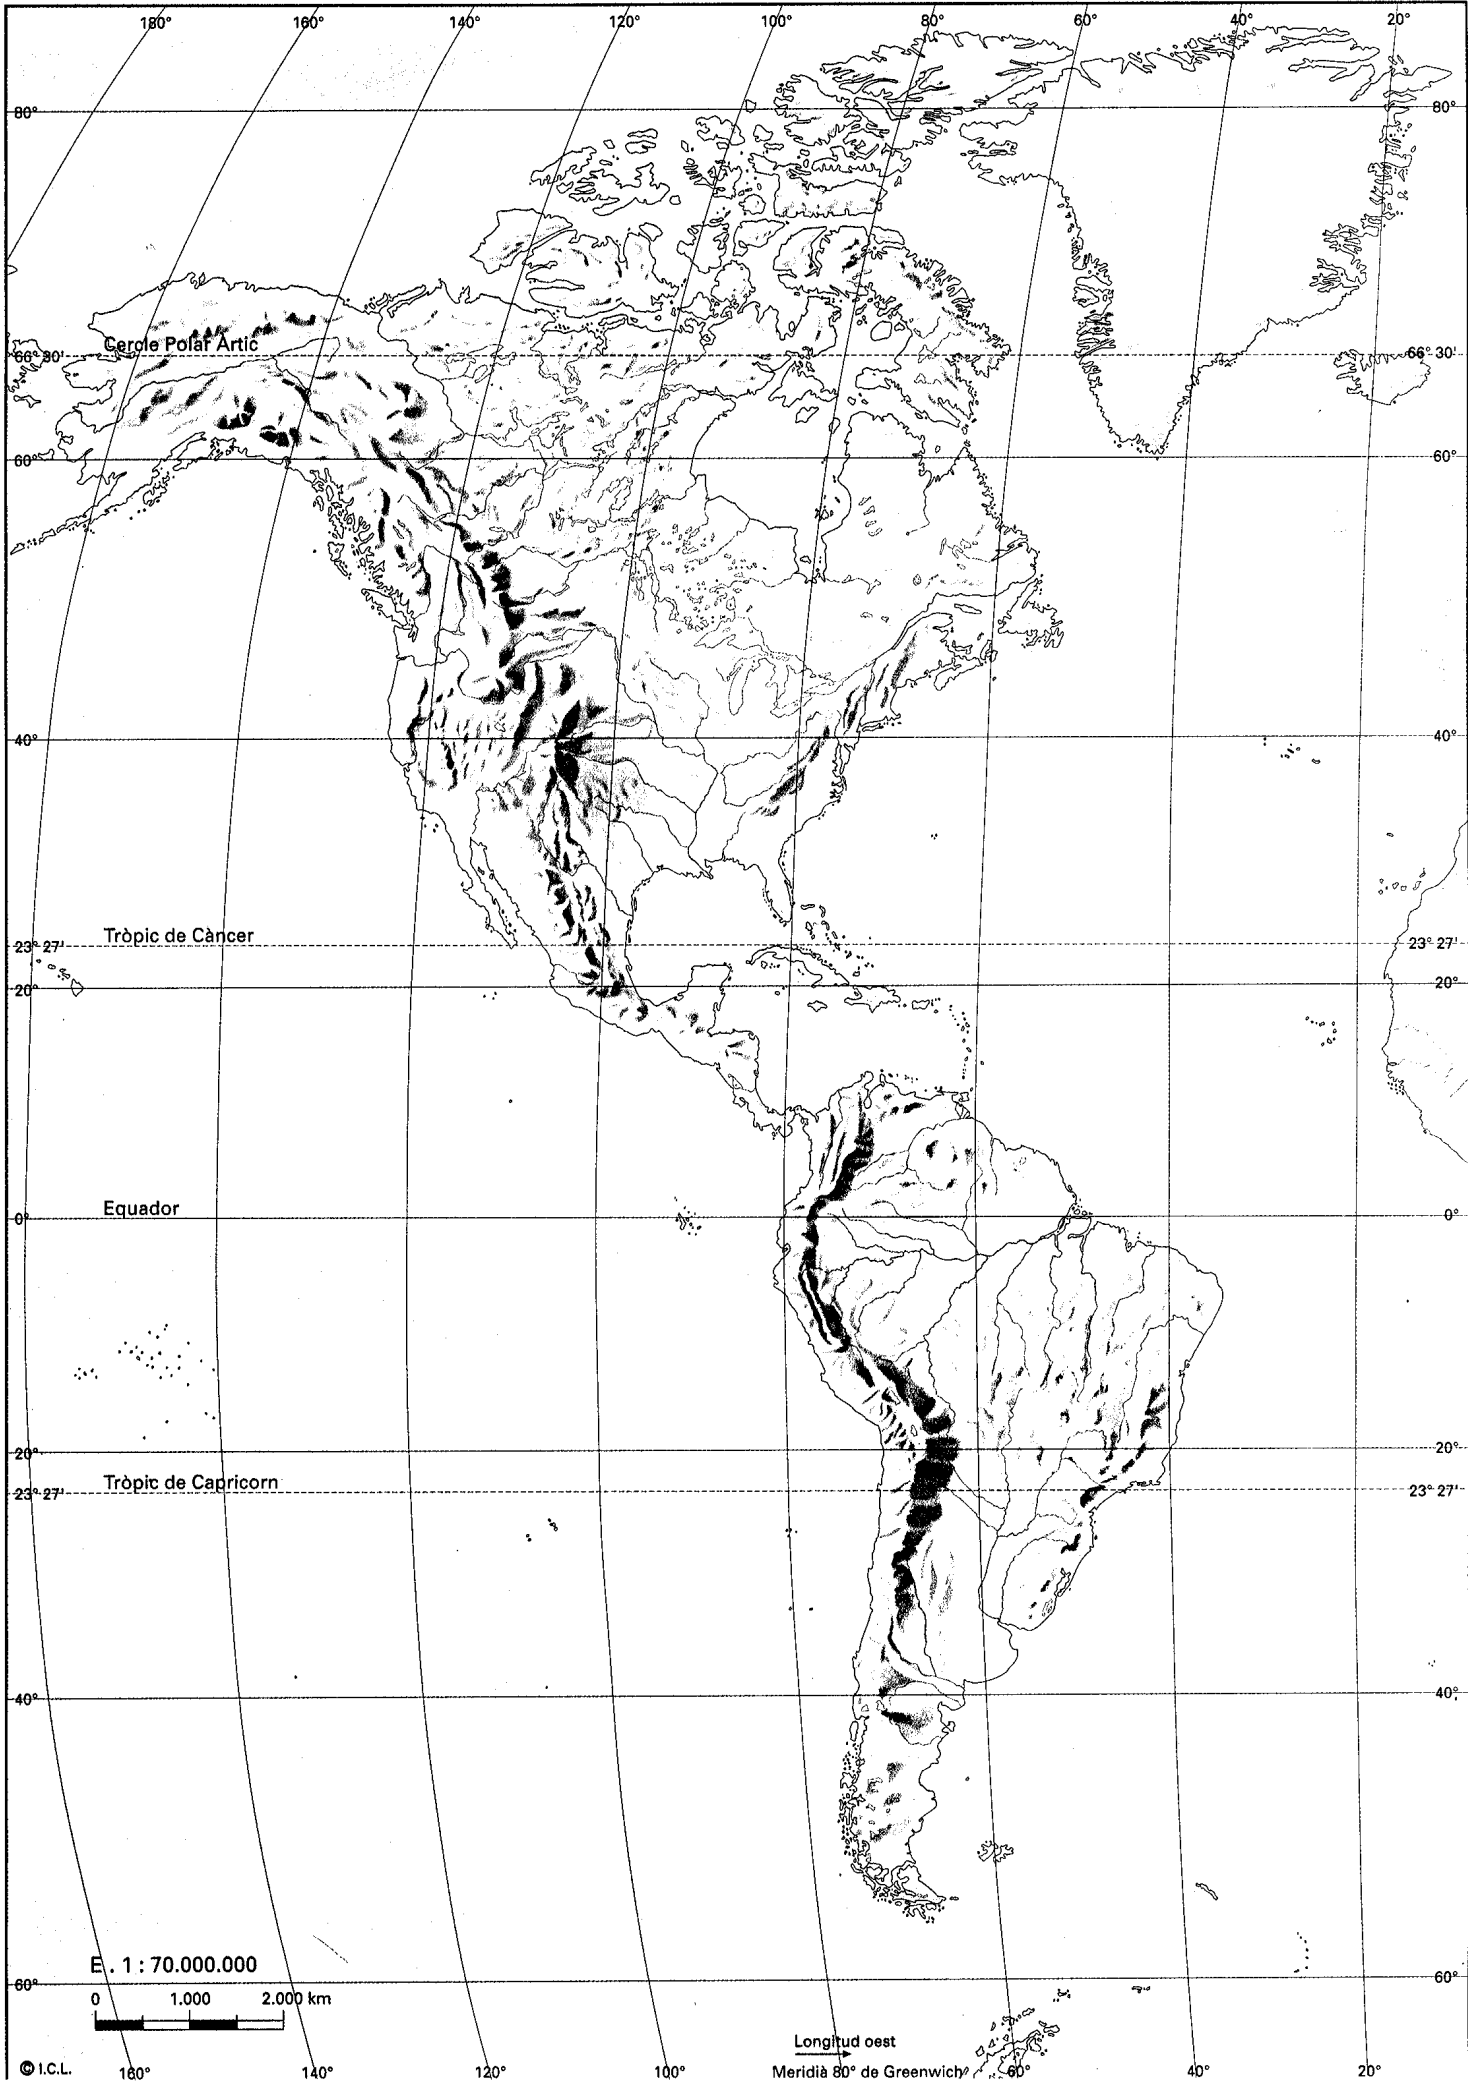 180° 160° 140° 120° 100° 80° 60° 40° 20°
80° 80°
Cercle Polar Àrtic
66° 30' 66° 30'
60° 60°
40° 40°
Tròpic de Càncer
23° 27' 23° 27'
20° 20°
Equador
0° 0°
20° 20°
Tròpic de Capricorn
23° 27' 23° 27'
40° 40°
E. 1:70.000.000
60° 60°
0 1.000 2.000 km
Longitud oest
© I.C.L. 160° 140° 120° 100° Meridià 80° de Greenwich 60° 40° 20°